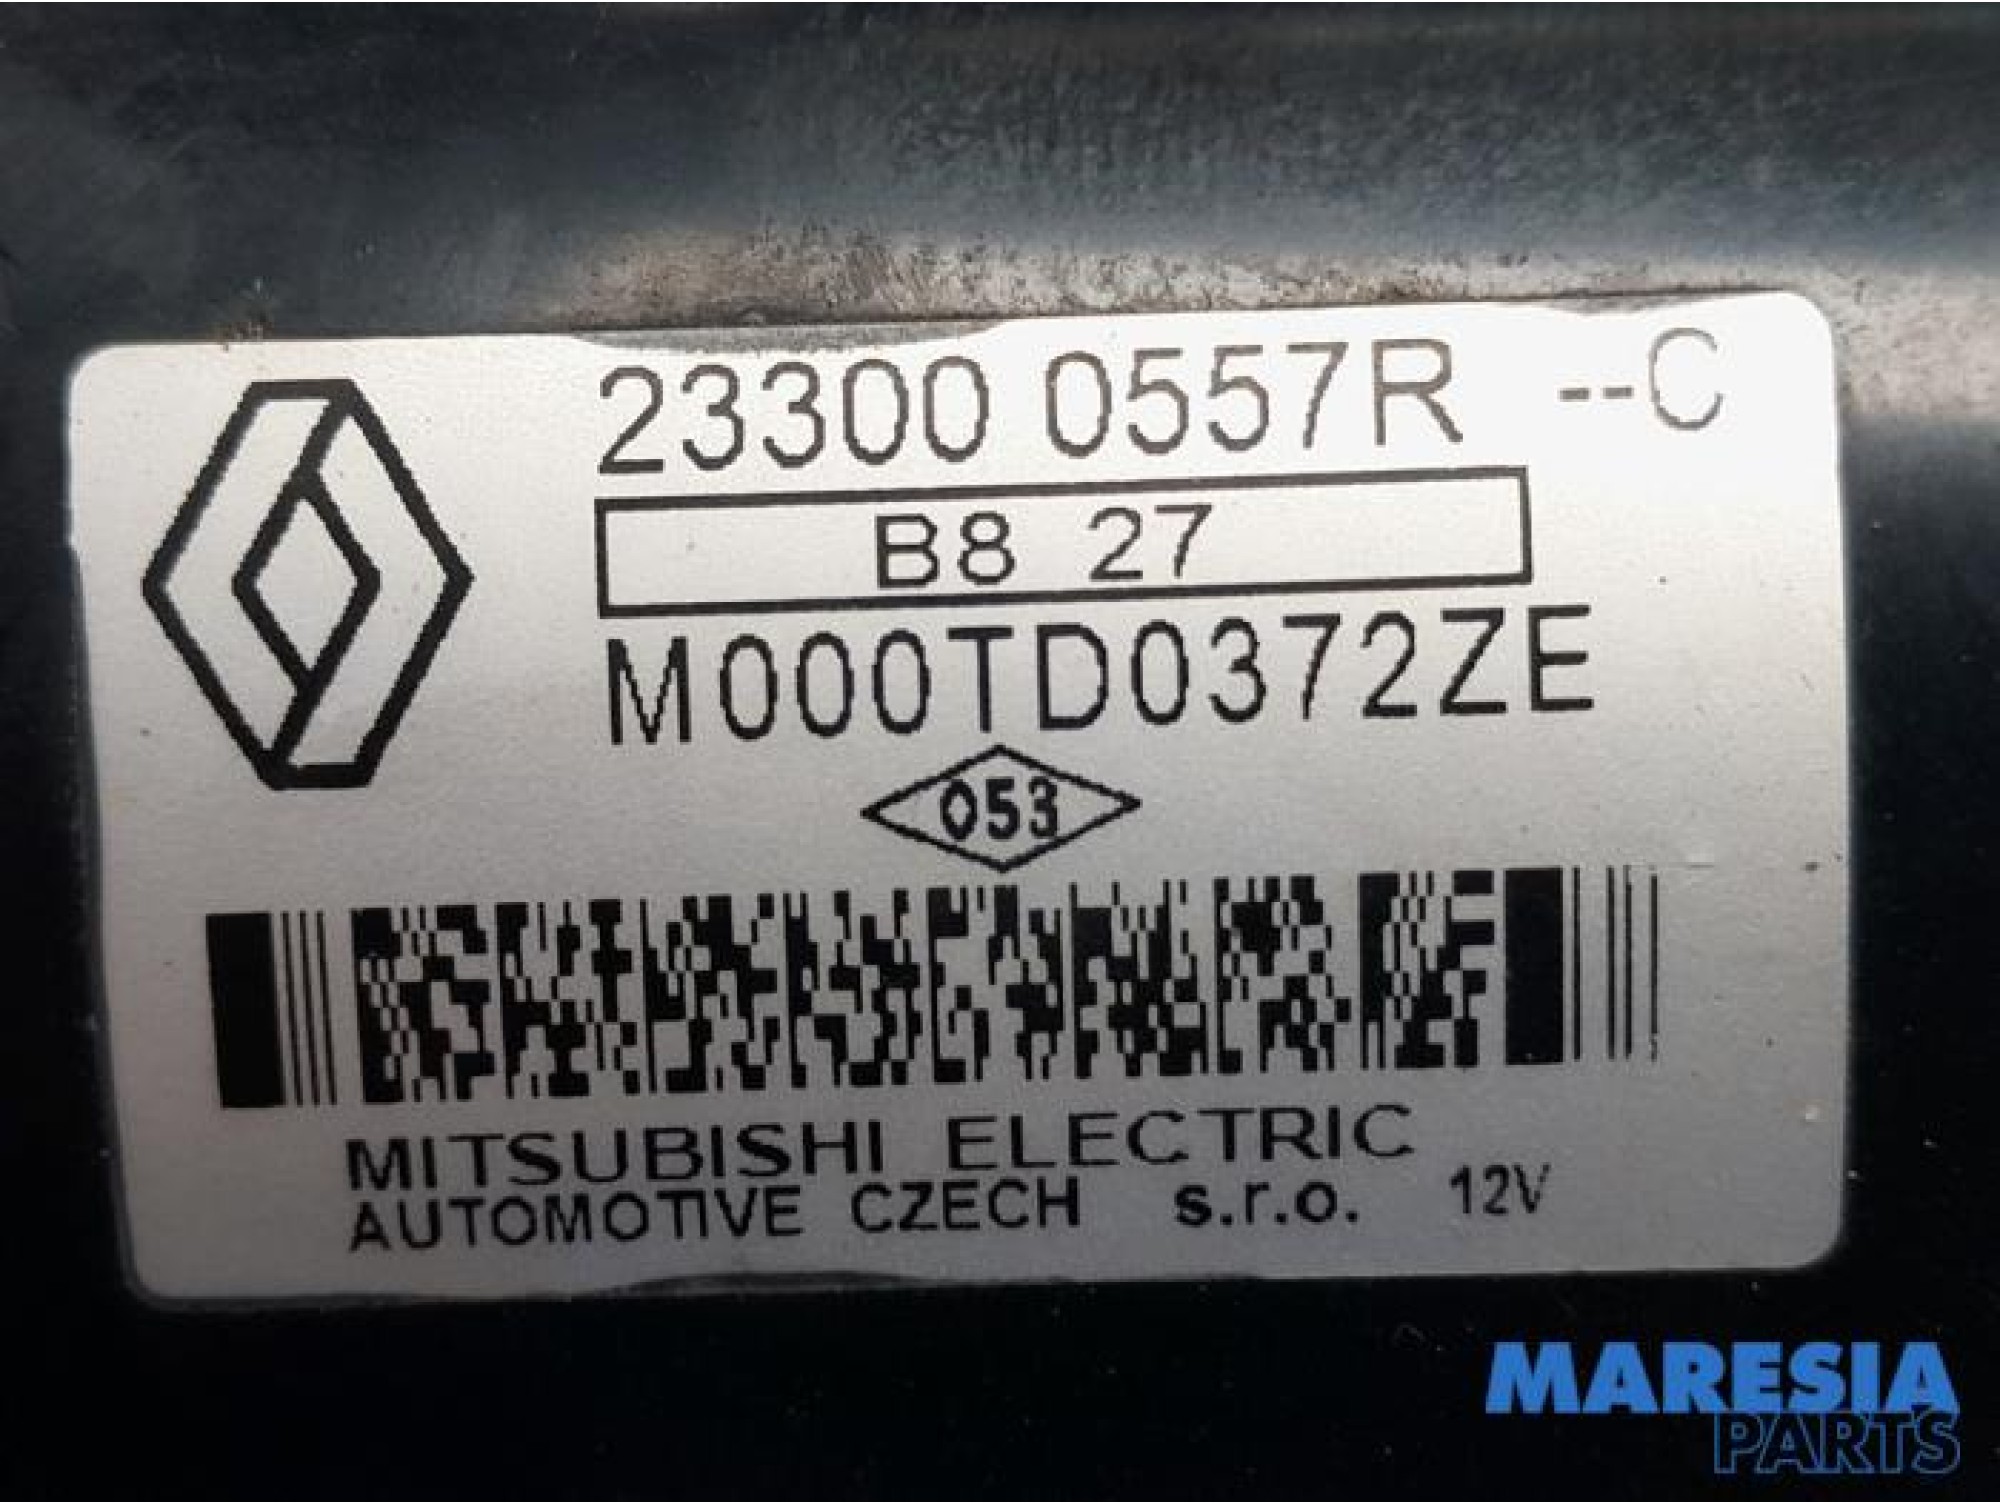 23300 0557R --C
B8 27
M000TD0372ZE
053
MITSUBISHI ELECTRIC
AUTOMOTIVE CZECH s.r.o. 12V
MARESIA
PARTS